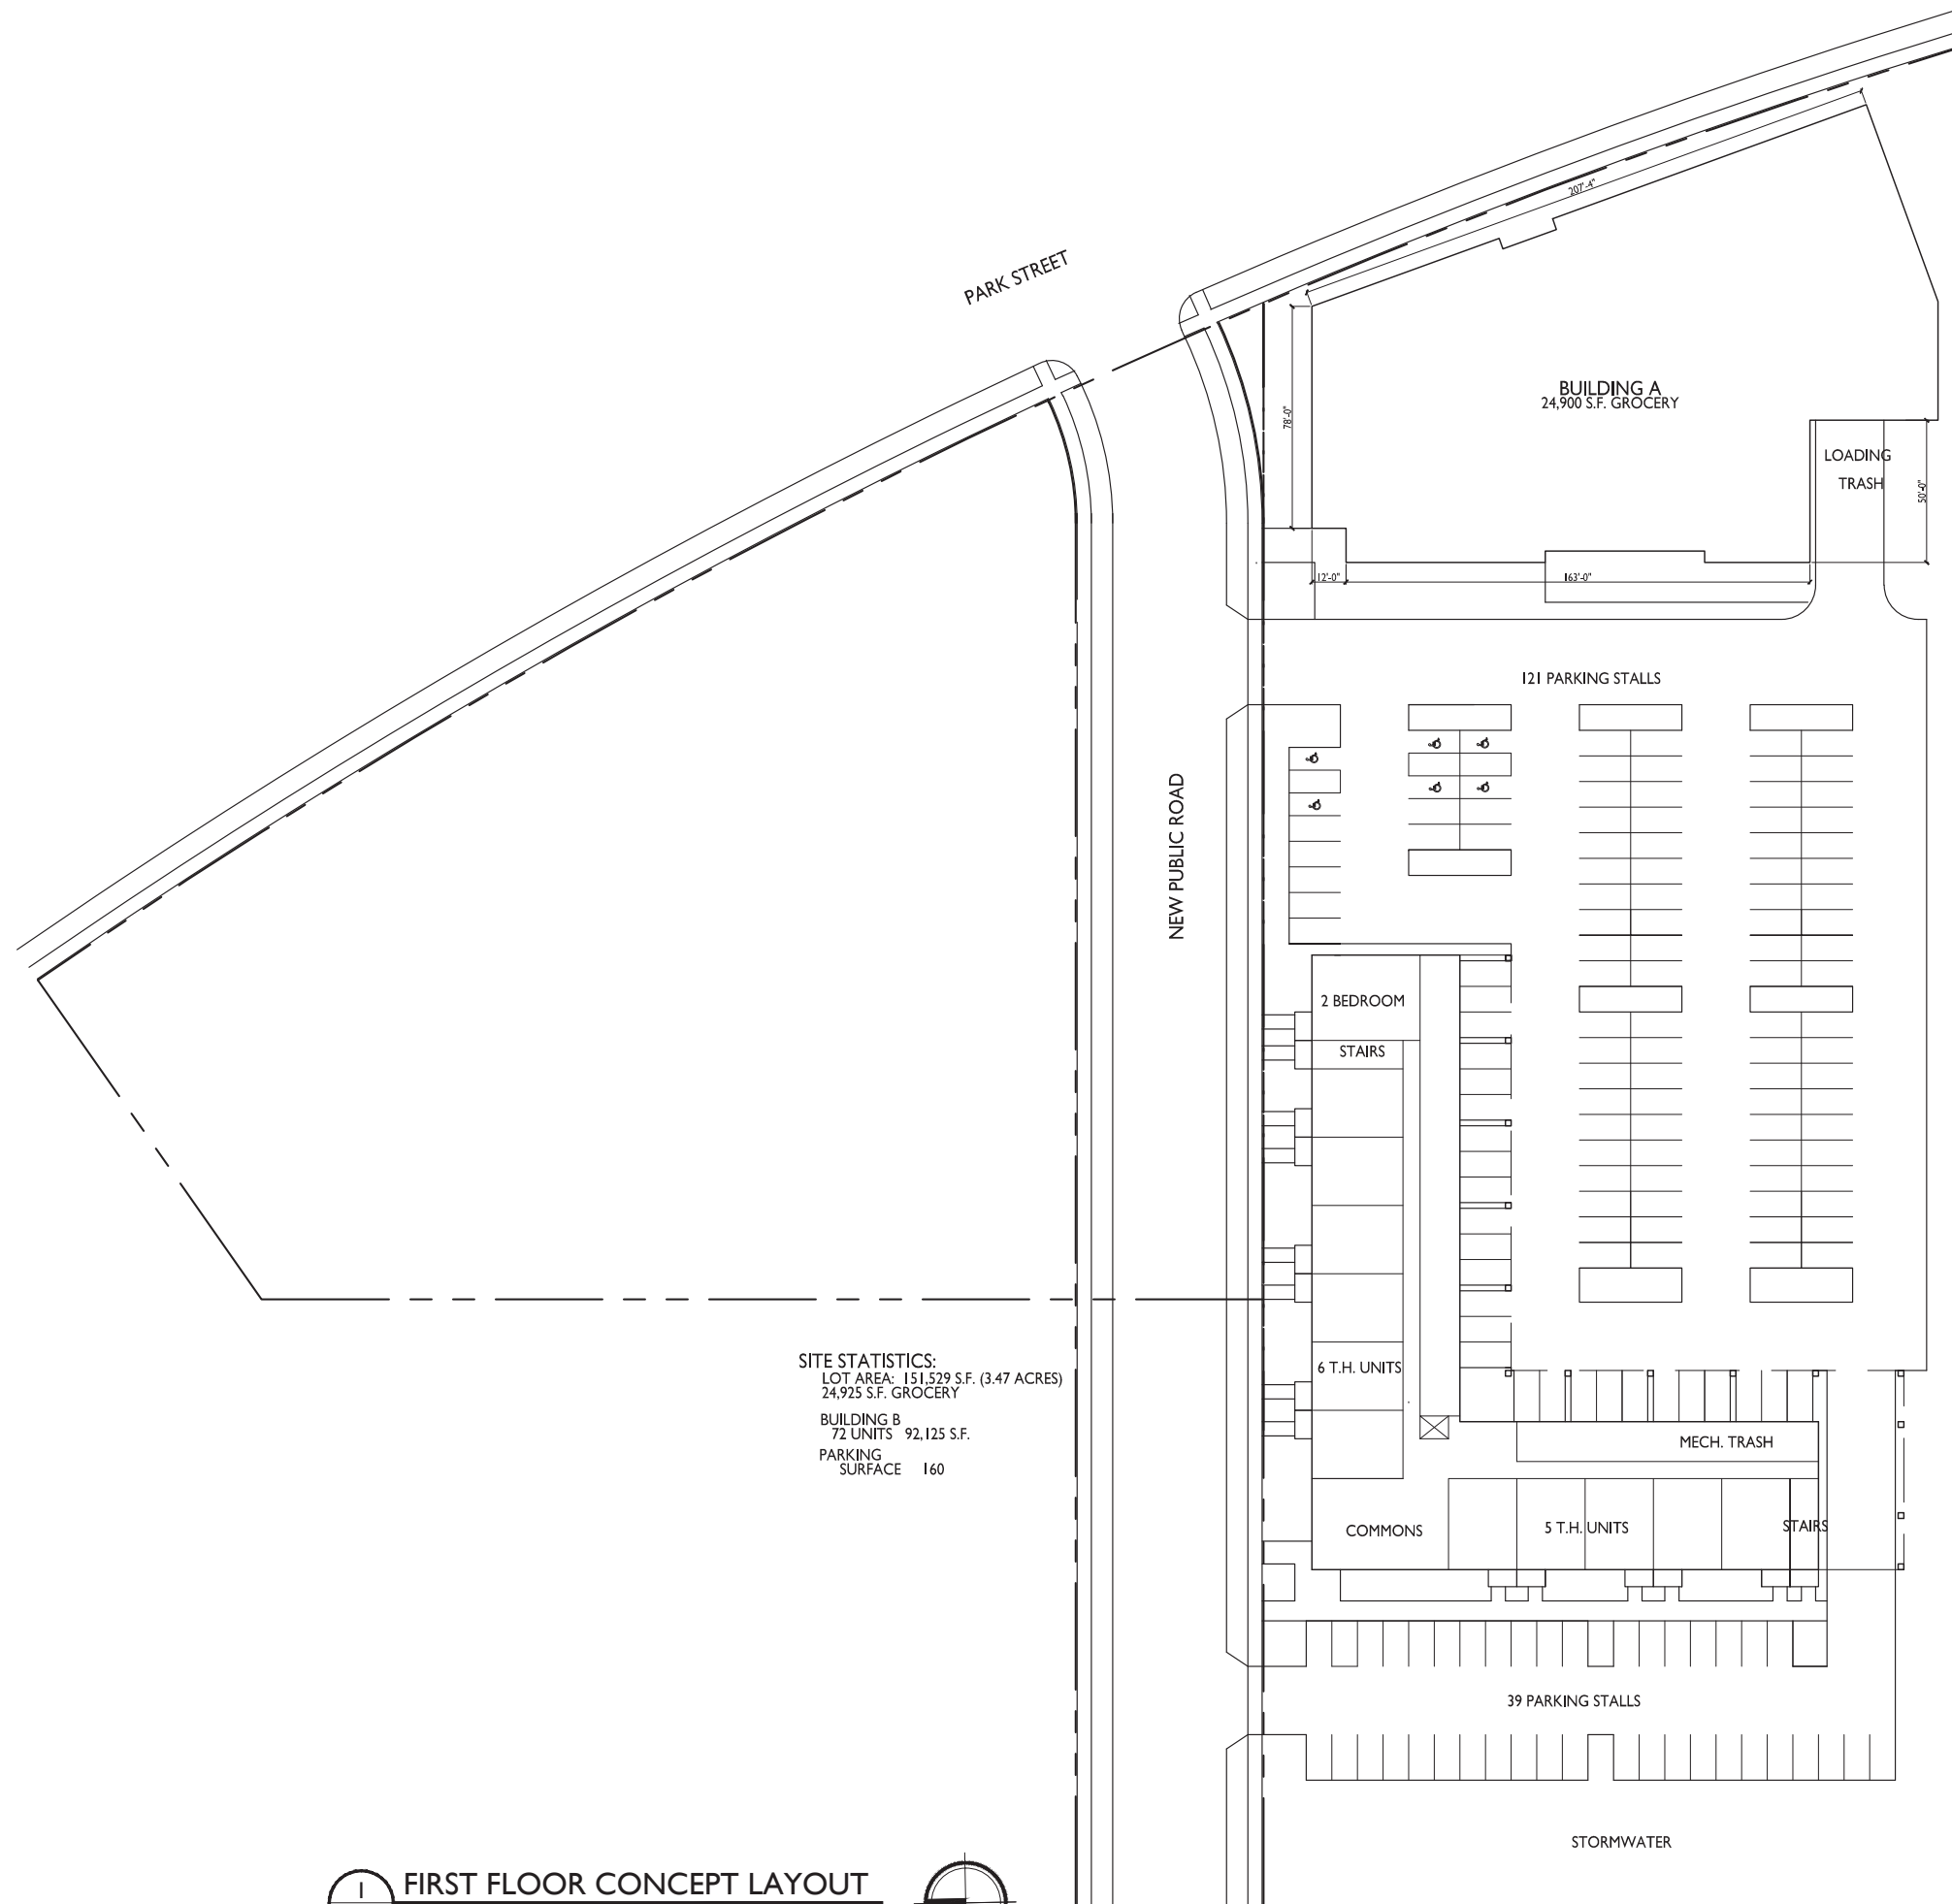 PARK STREET
207'-4"
BUILDING A
24,900 S.F. GROCERY
78'-0"
LOADING
TRASH
50'-0"
12'-0"
163'-0"
121 PARKING STALLS
NEW PUBLIC ROAD
2 BEDROOM
STAIRS
SITE STATISTICS:
LOT AREA: 151,529 S.F. (3.47 ACRES)
24,925 S.F. GROCERY
BUILDING B
72 UNITS 92,125 S.F.
PARKING
SURFACE 160
6 T.H. UNITS
MECH. TRASH
COMMONS
5 T.H. UNITS
STAIRS
39 PARKING STALLS
STORMWATER
1
FIRST FLOOR CONCEPT LAYOUT